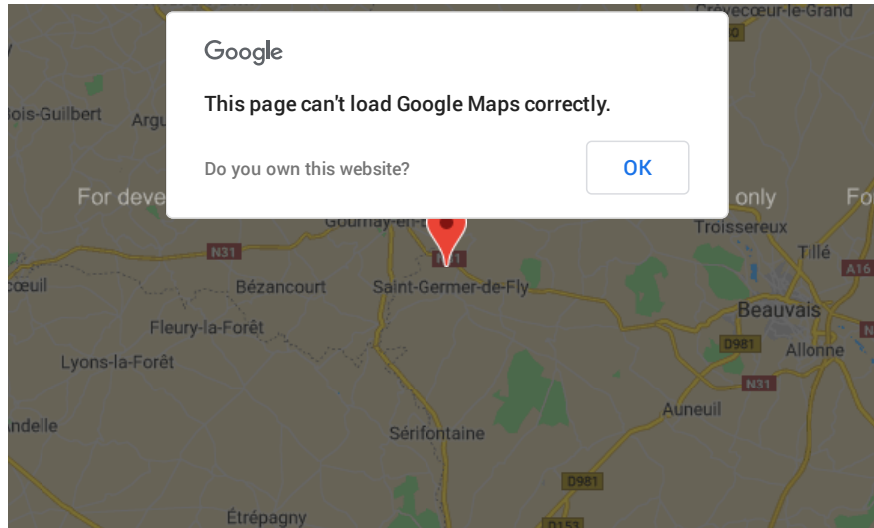 Crèvecœur-le-Grand
Google
This page can't load Google Maps correctly.
Do you own this website?
OK
For deve
only
Fo
Troissereux
N31
Tillé
A16
Bézancourt
Saint-Germer-de-Fly
Beauvais
Fleury-la-Forêt
D981
Allonne
Lyons-la-Forêt
N31
Auneuil
Sérifontaine
D981
Étrépagny
D153